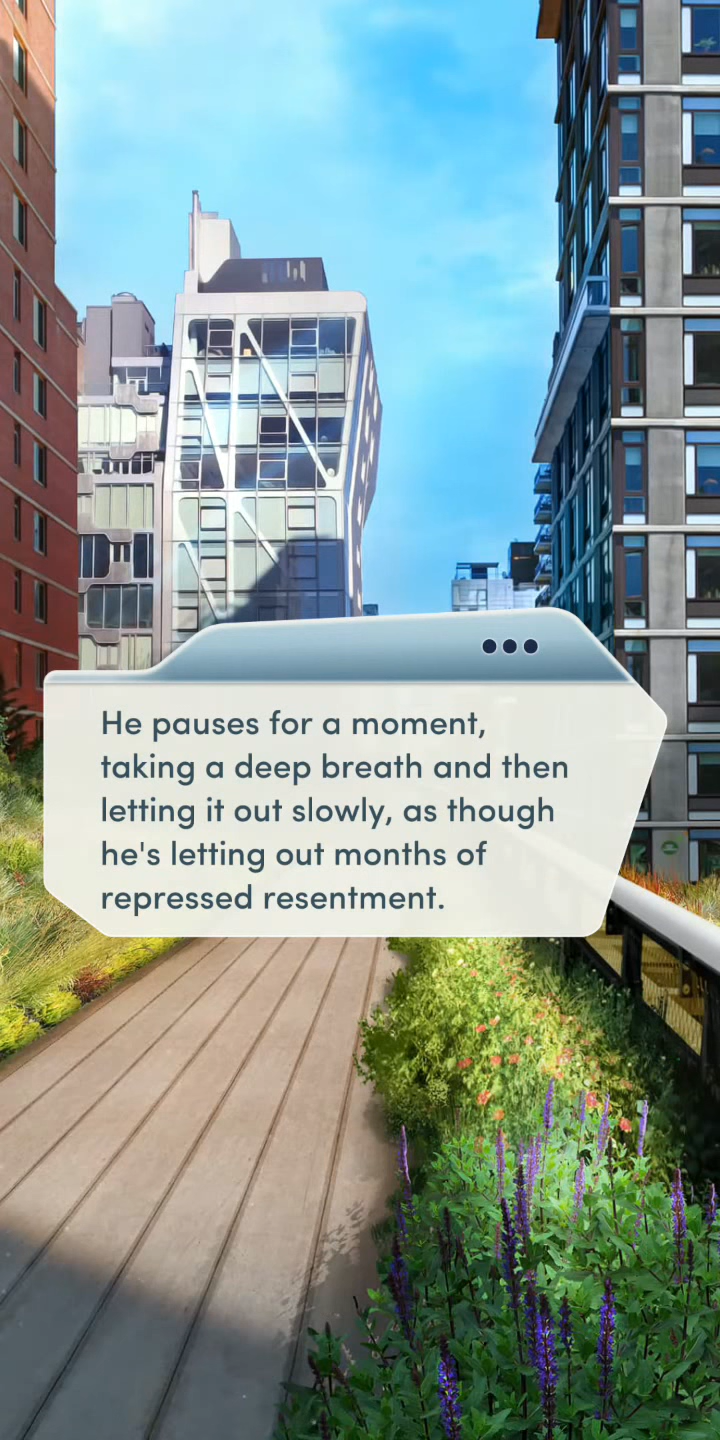 He pauses for a moment,
taking a deep breath and then
letting it out slowly, as though
he's letting out months of
repressed resentment.